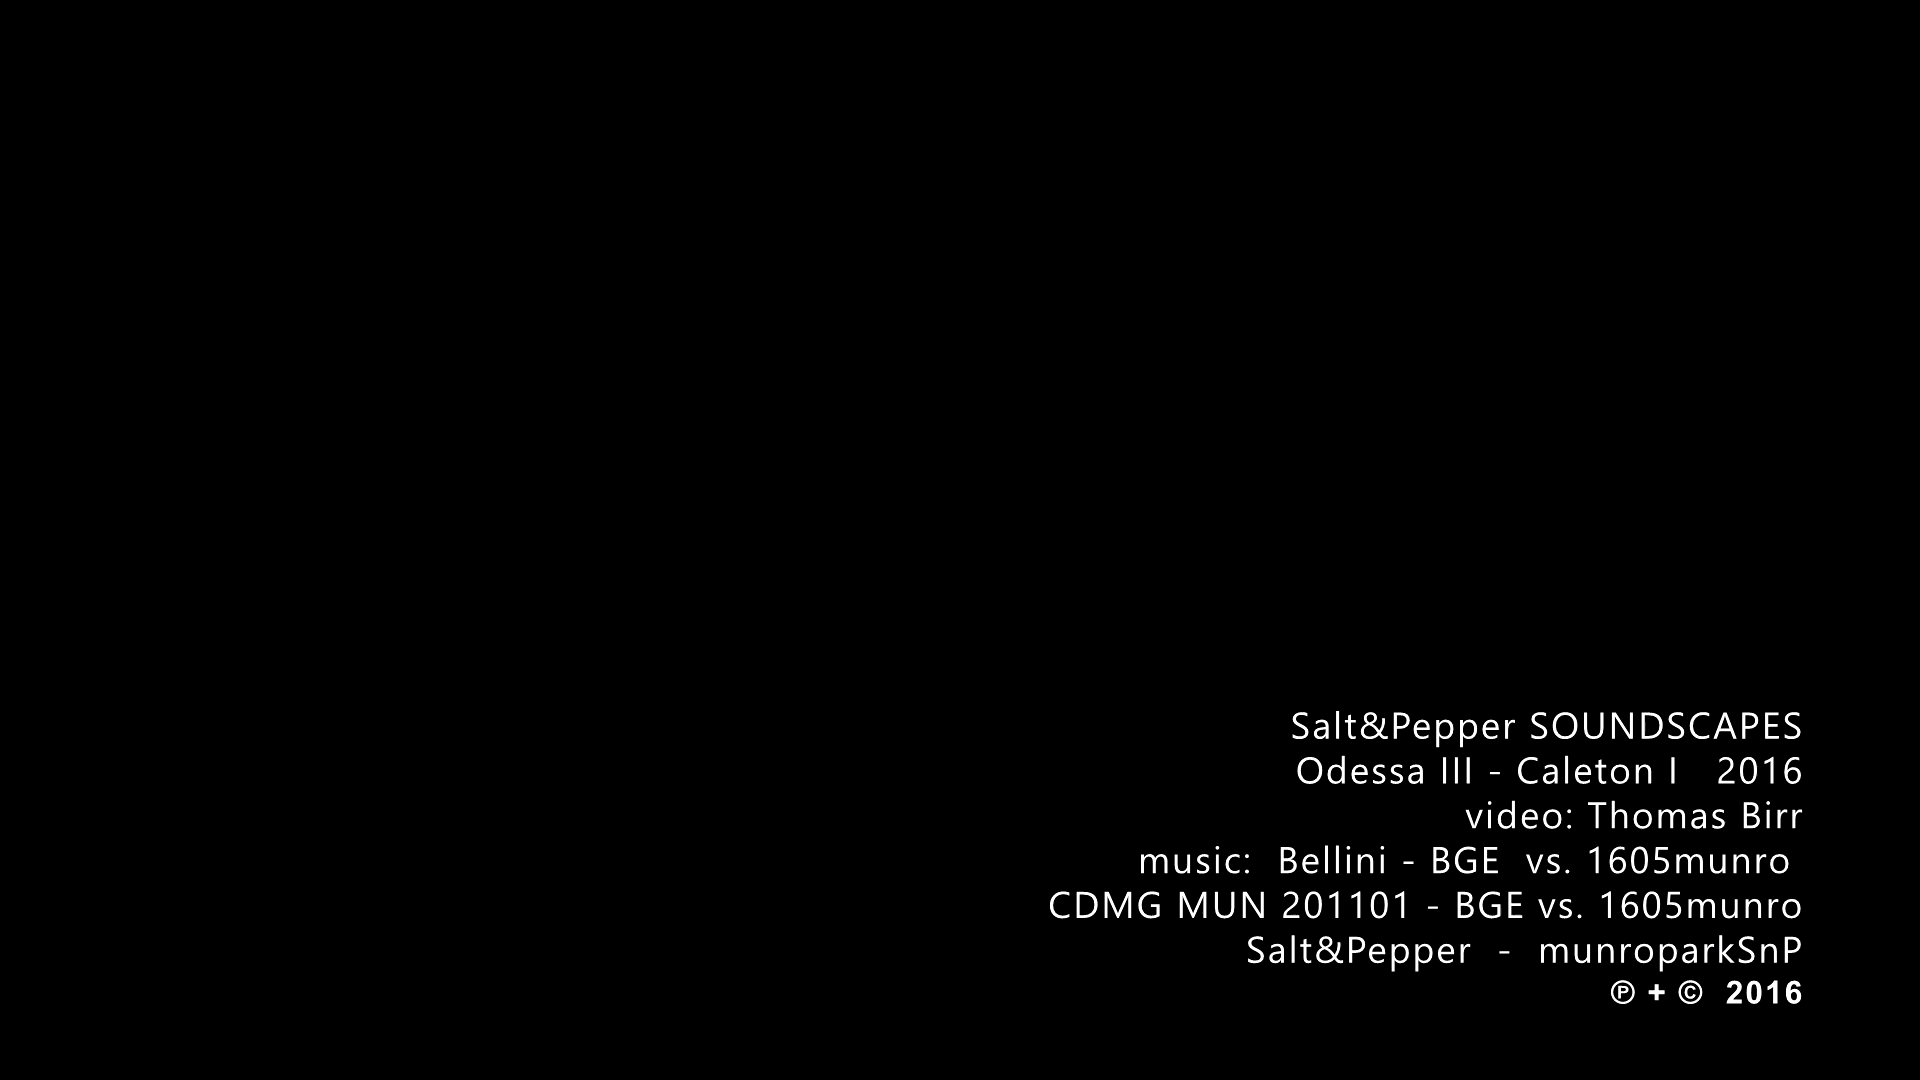 Salt&Pepper SOUNDSCAPES
Odessa III - Caleton I   2016
video: Thomas Birr
music:  Bellini - BGE  vs. 1605munro
CDMG MUN 201101 - BGE vs. 1605munro
Salt&Pepper  -  munroparkSnP
℗ + ©  2016